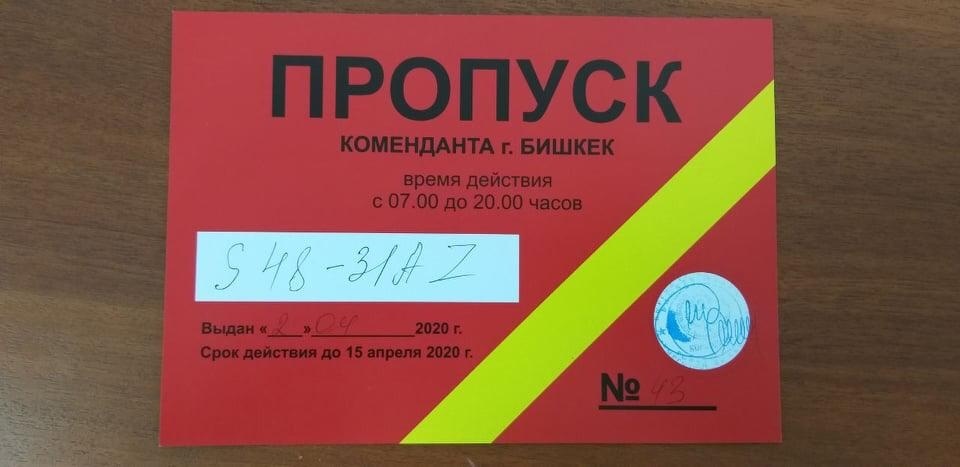 ПРОПУСК
КОМЕНДАНТА г. БИШКЕК
время действия
с 07.00 до 20.00 часов
S 48-31AZ
Выдан «2» 04 2020 г.
Срок действия до 15 апреля 2020 г.
№ 43